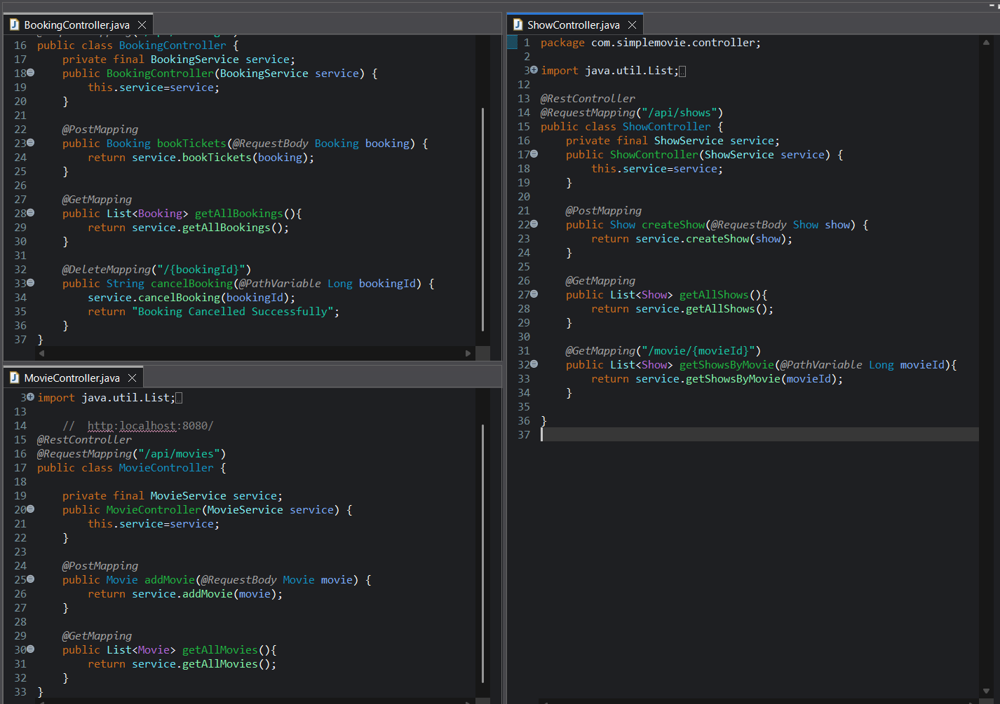 BookingController.java
16 public class BookingController {
17     private final BookingService service;
18     public BookingController(BookingService service) {
19         this.service=service;
20     }
21
22     @PostMapping
23     public Booking bookTickets(@RequestBody Booking booking) {
24         return service.bookTickets(booking);
25     }
26
27     @GetMapping
28     public List<Booking> getAllBookings(){
29         return service.getAllBookings();
30     }
31
32     @DeleteMapping("/{bookingId}")
33     public String cancelBooking(@PathVariable Long bookingId) {
34         service.cancelBooking(bookingId);
35         return "Booking Cancelled Successfully";
36     }
37 }
MovieController.java
3 import java.util.List;
13
14     //  http:localhost:8080/
15 @RestController
16 @RequestMapping("/api/movies")
17 public class MovieController {
18
19     private final MovieService service;
20     public MovieController(MovieService service) {
21         this.service=service;
22     }
23
24     @PostMapping
25     public Movie addMovie(@RequestBody Movie movie) {
26         return service.addMovie(movie);
27     }
28
29     @GetMapping
30     public List<Movie> getAllMovies(){
31         return service.getAllMovies();
32     }
33 }
ShowController.java
1 package com.simplemovie.controller;
2
3 import java.util.List;
12
13 @RestController
14 @RequestMapping("/api/shows")
15 public class ShowController {
16     private final ShowService service;
17     public ShowController(ShowService service) {
18         this.service=service;
19     }
20
21     @PostMapping
22     public Show createShow(@RequestBody Show show) {
23         return service.createShow(show);
24     }
25
26     @GetMapping
27     public List<Show> getAllShows(){
28         return service.getAllShows();
29     }
30
31     @GetMapping("/movie/{movieId}")
32     public List<Show> getShowsByMovie(@PathVariable Long movieId){
33         return service.getShowsByMovie(movieId);
34     }
35
36 }
37